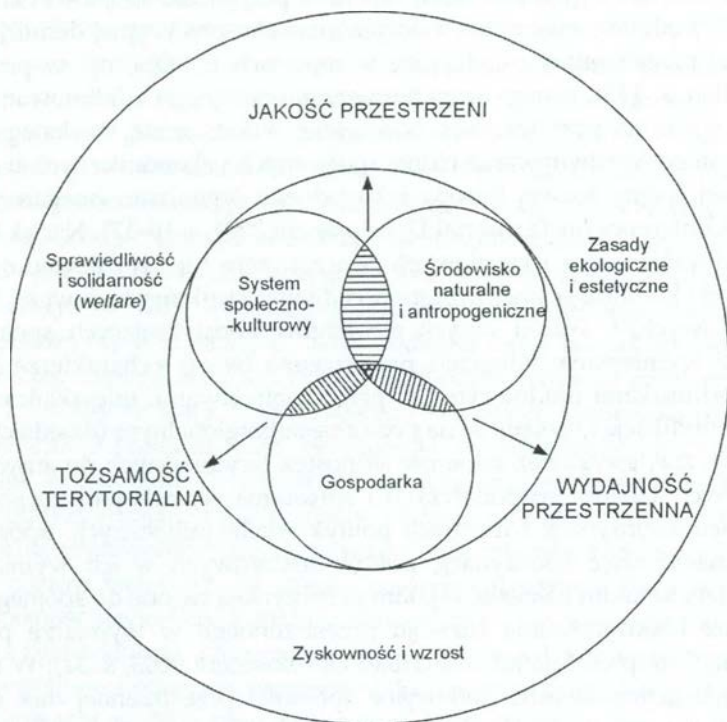 JAKOŚĆ PRZESTRZENI
Sprawiedliwość
i solidarność
(welfare)
System
społeczno
-kulturowy
Środowisko
naturalne
i antropogeniczne
Zasady
ekologiczne
i estetyczne
TOŻSAMOŚĆ
TERYTORIALNA
Gospodarka
WYDAJNOŚĆ
PRZESTRZENNA
Zyskowność i wzrost